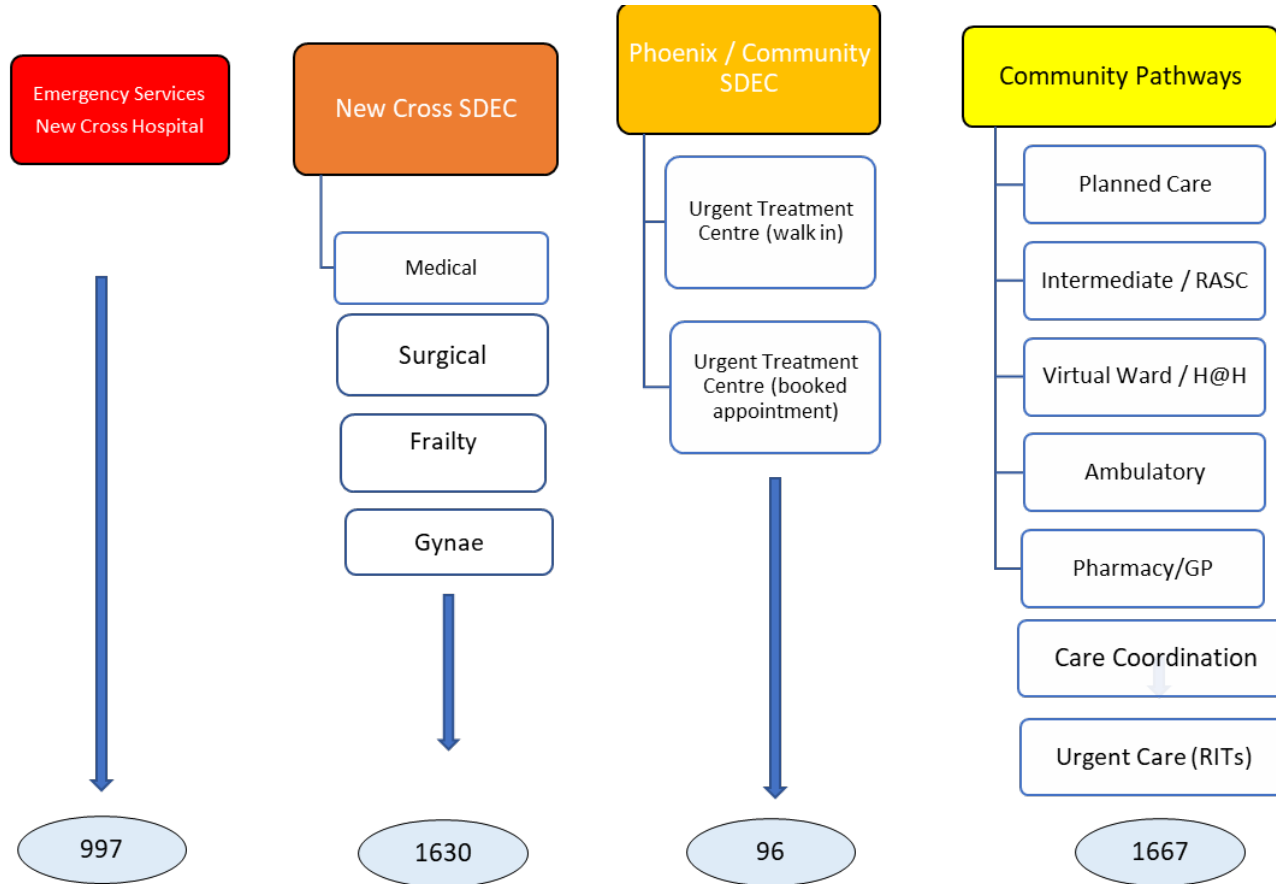 Emergency Services
New Cross Hospital
997
New Cross SDEC
Medical
Surgical
Frailty
Gynae
1630
Phoenix / Community
SDEC
Urgent Treatment
Centre (walk in)
Urgent Treatment
Centre (booked
appointment)
96
Community Pathways
Planned Care
Intermediate / RASC
Virtual Ward / H@H
Ambulatory
Pharmacy/GP
Care Coordination
Urgent Care (RITs)
1667